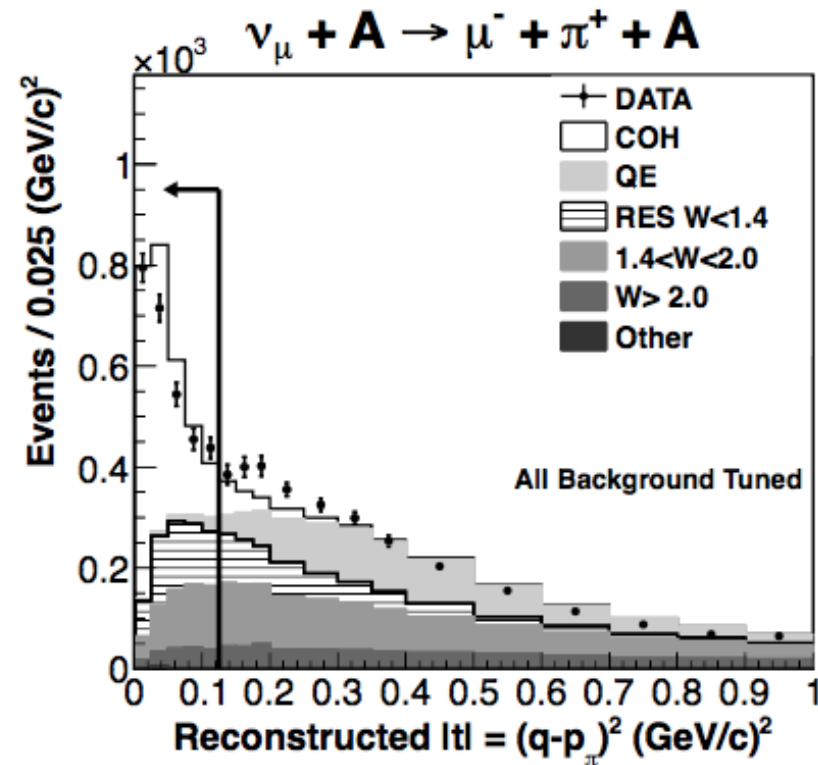 νμ + A → μ⁻ + π⁺ + A
×10³
Events / 0.025 (GeV/c)²
1
0.8
0.6
0.4
0.2
0
DATA
COH
QE
RES W<1.4
1.4<W<2.0
W> 2.0
Other
All Background Tuned
0 0.1 0.2 0.3 0.4 0.5 0.6 0.7 0.8 0.9 1
Reconstructed |t| = (q-pπ)² (GeV/c)²